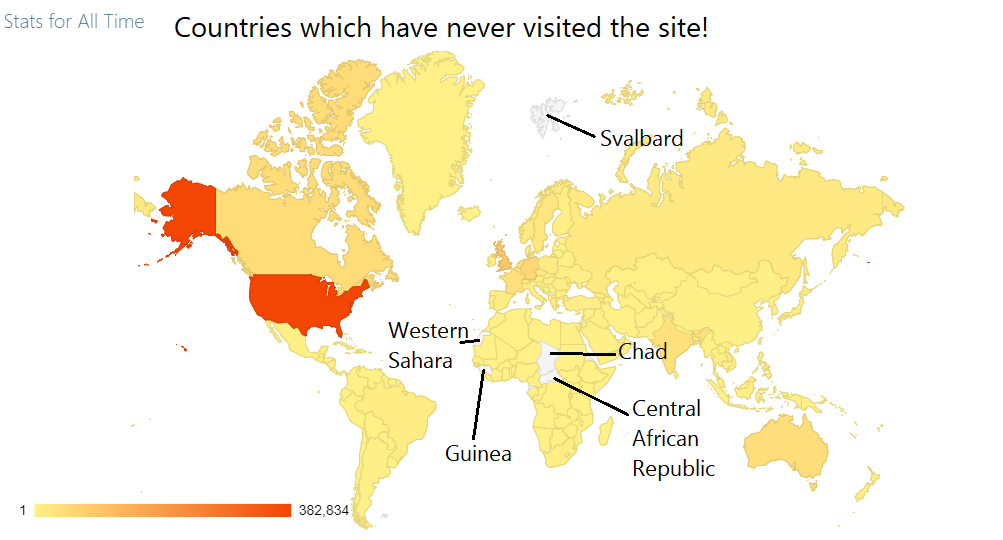 Stats for All Time
Countries which have never visited the site!
Svalbard
Western
Sahara
Chad
Guinea
Central
African
Republic
1
382,834